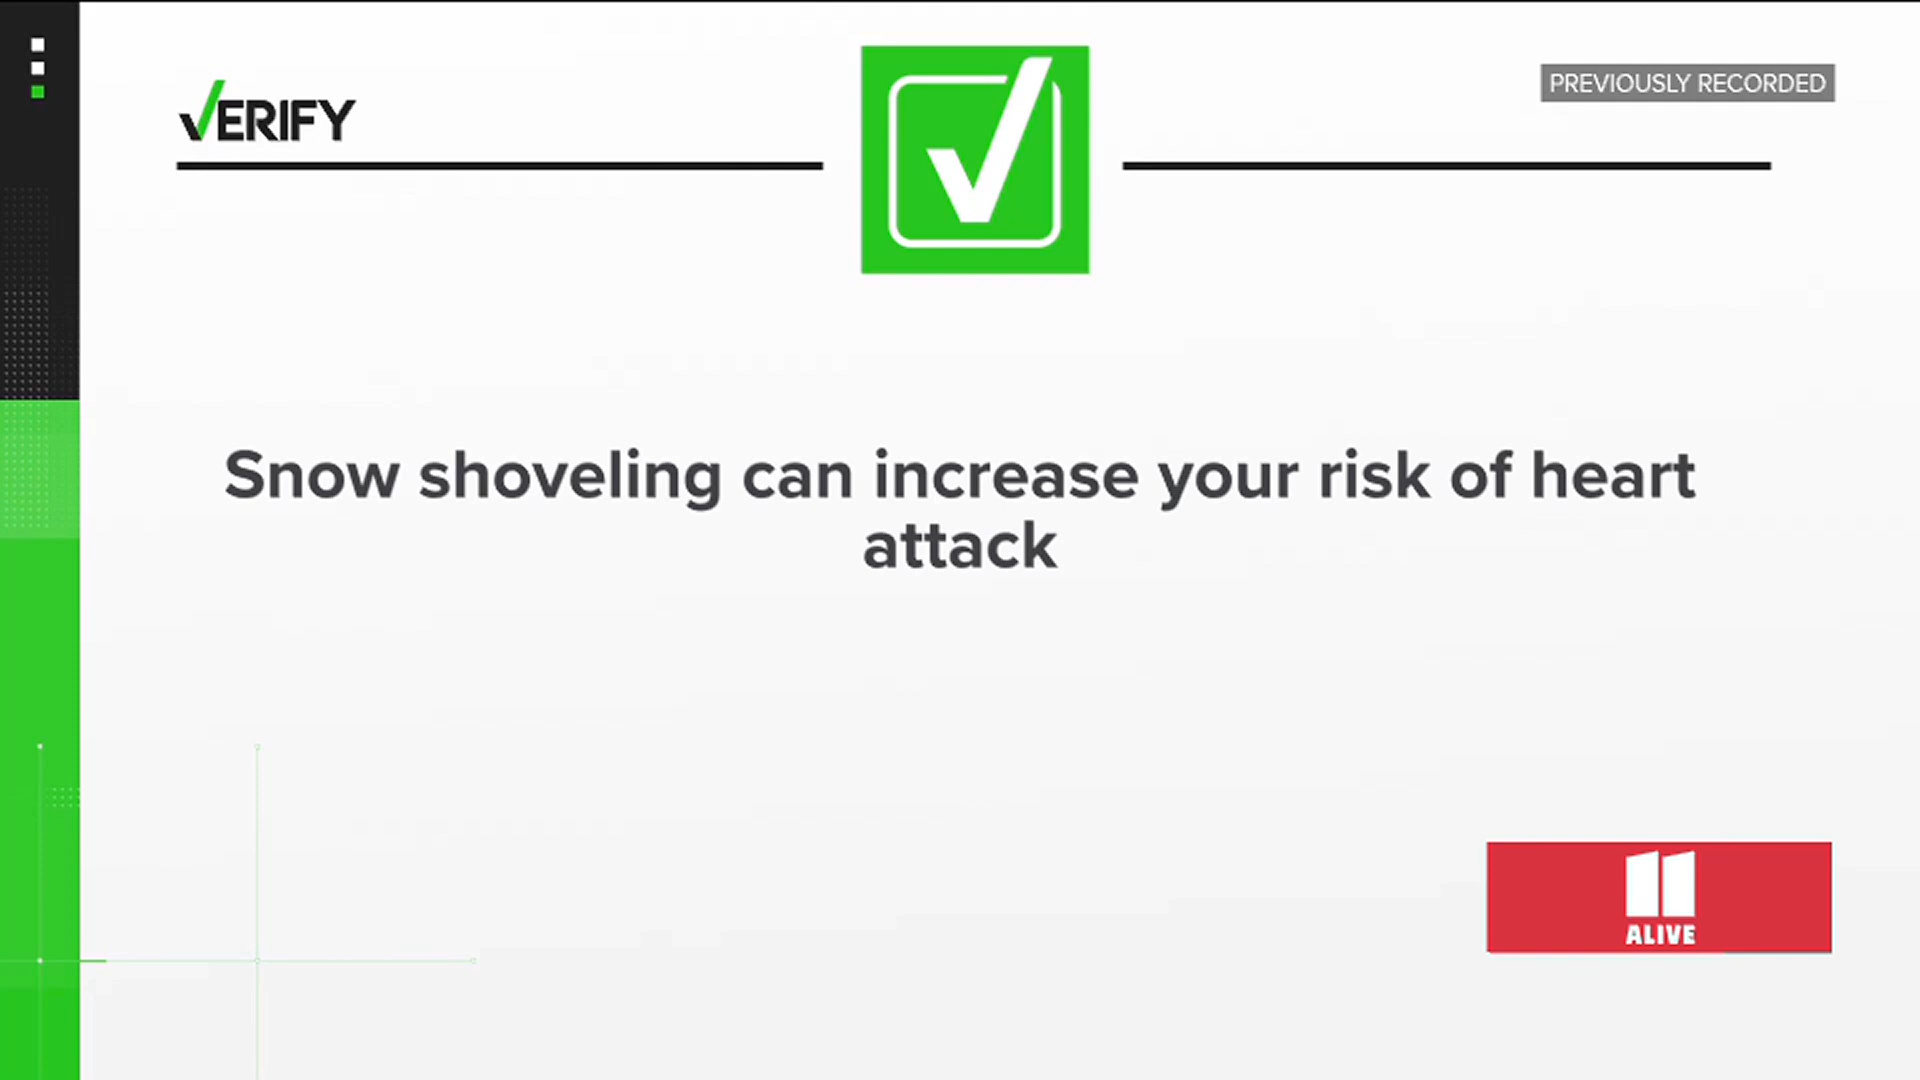 VERIFY
PREVIOUSLY RECORDED
Snow shoveling can increase your risk of heart
attack
11
ALIVE